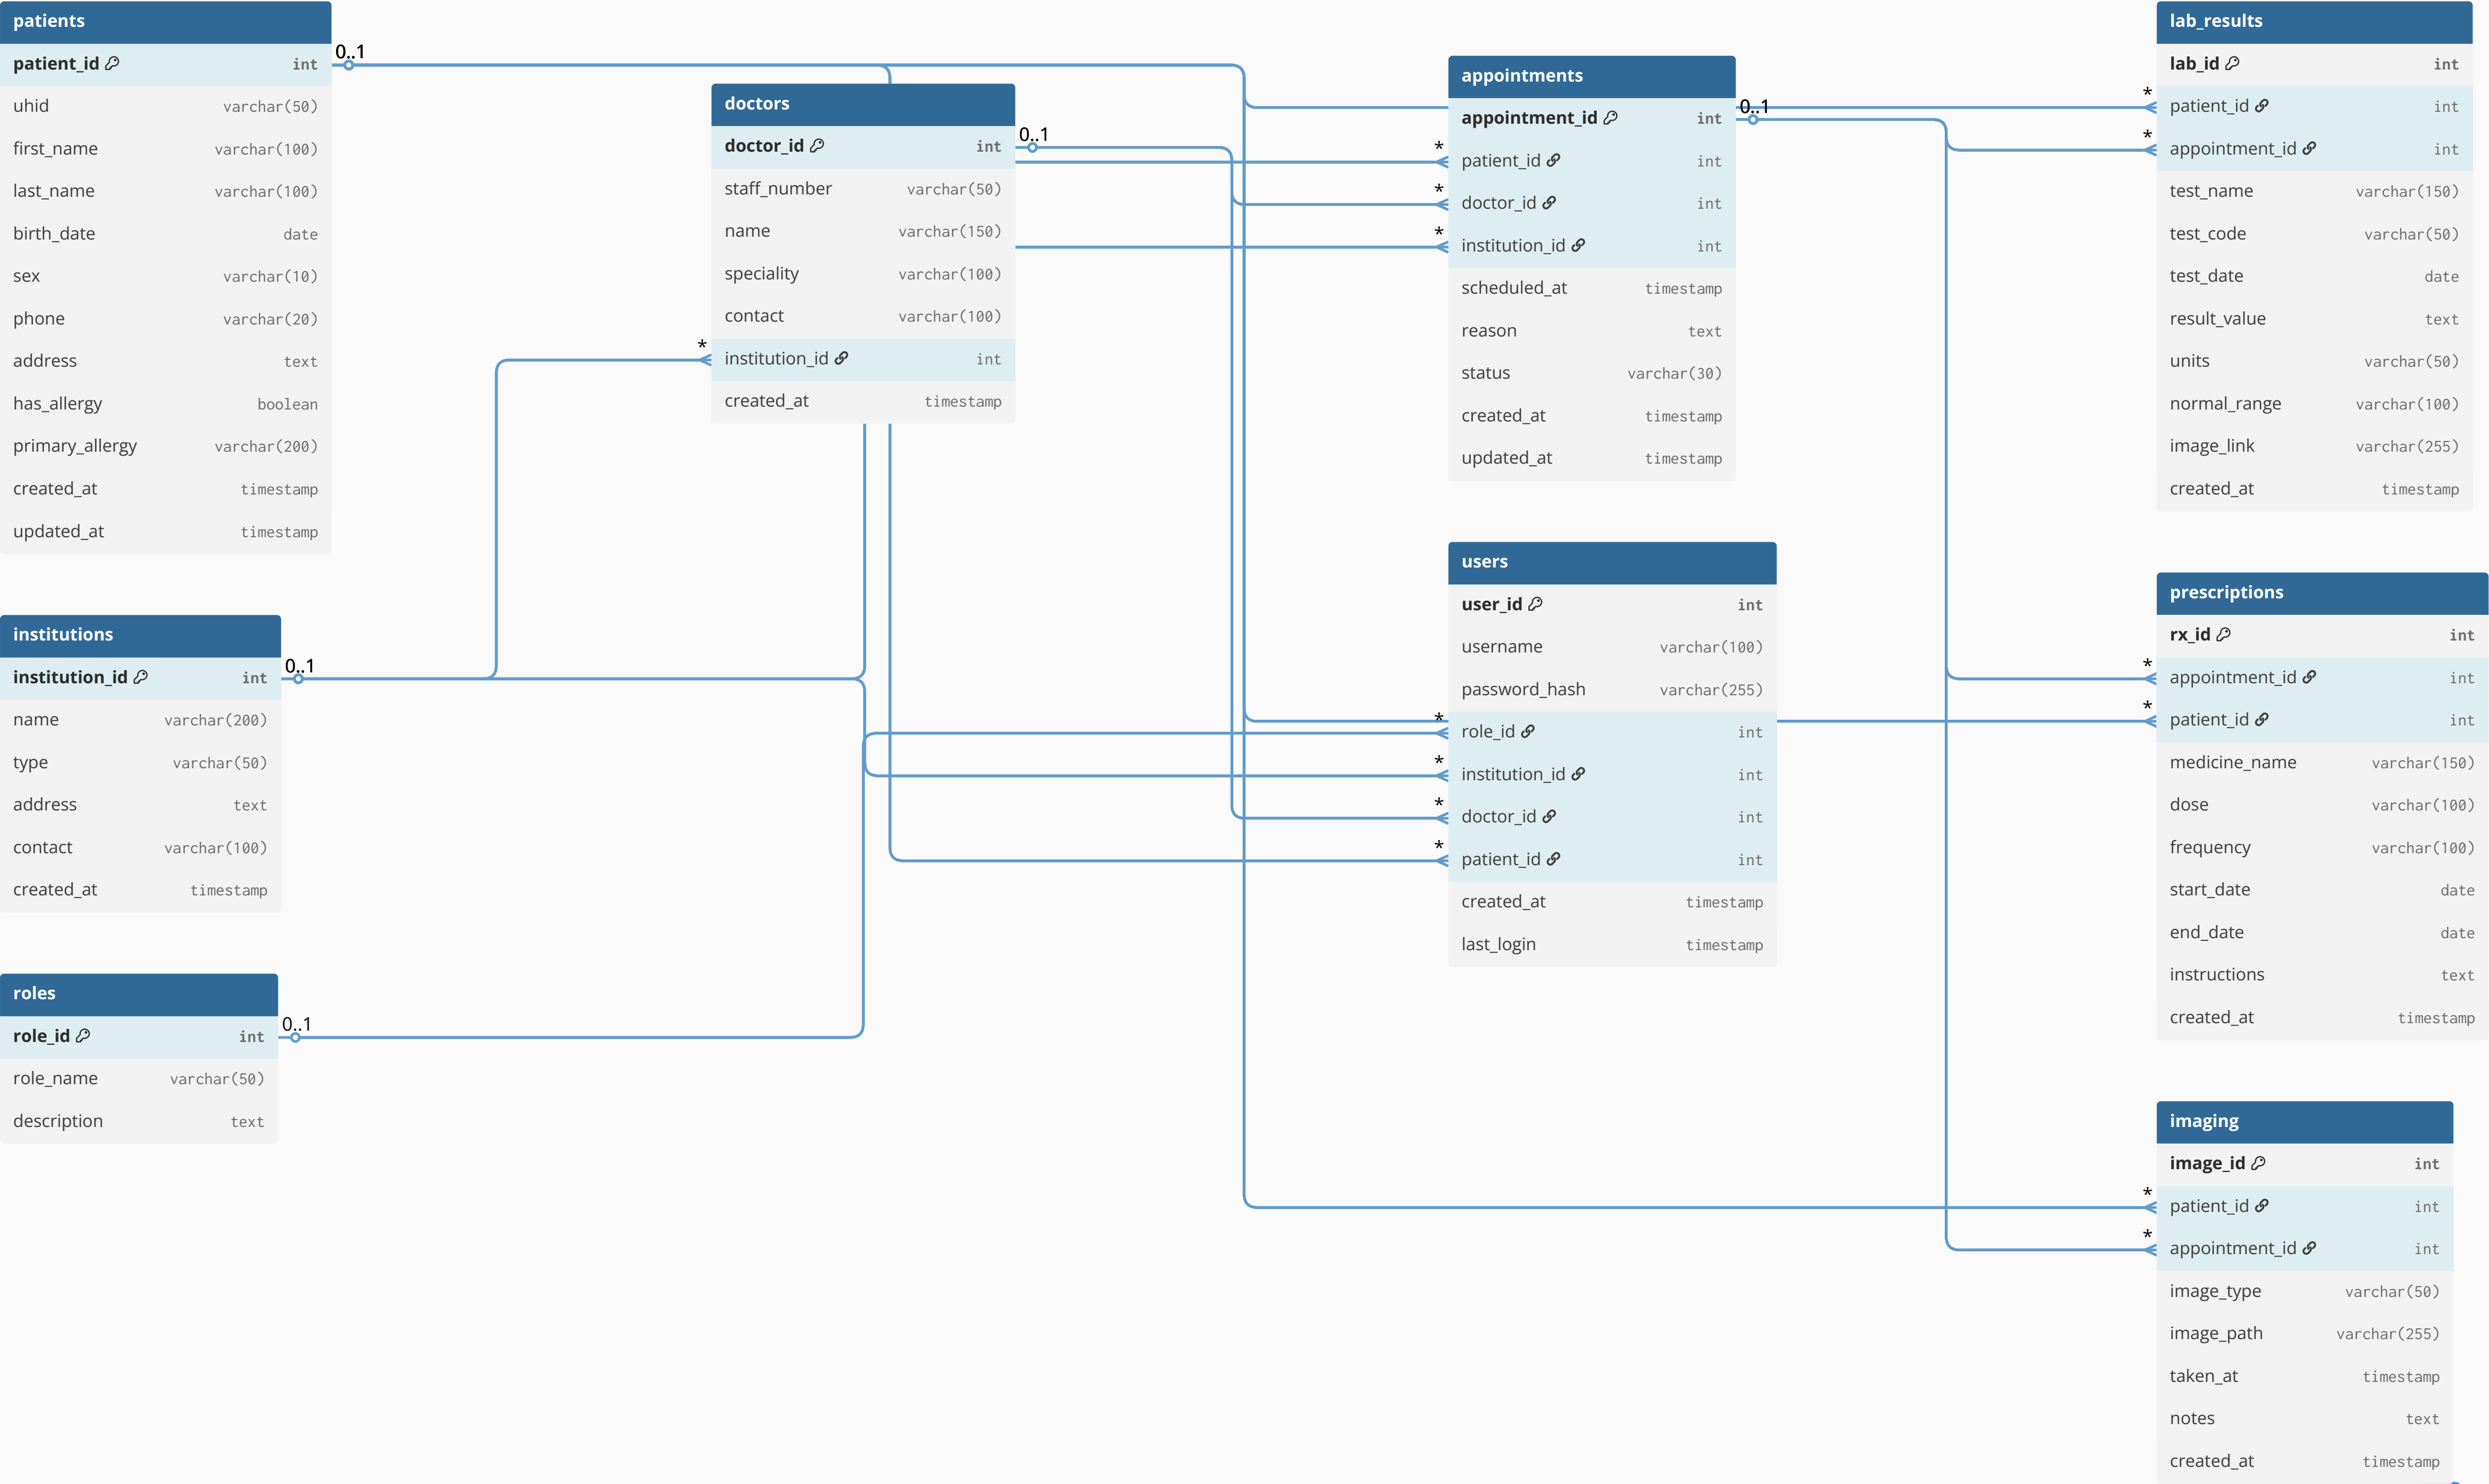 patients
patient_id int
uhid varchar(50)
first_name varchar(100)
last_name varchar(100)
birth_date date
sex varchar(10)
phone varchar(20)
address text
has_allergy boolean
primary_allergy varchar(200)
created_at timestamp
updated_at timestamp
0..1
institutions
institution_id int
name varchar(200)
type varchar(50)
address text
contact varchar(100)
created_at timestamp
0..1
roles
role_id int
role_name varchar(50)
description text
0..1
doctors
doctor_id int
staff_number varchar(50)
name varchar(150)
speciality varchar(100)
contact varchar(100)
* institution_id int
created_at timestamp
0..1
appointments
appointment_id int
* patient_id int
* doctor_id int
* institution_id int
scheduled_at timestamp
reason text
status varchar(30)
created_at timestamp
updated_at timestamp
0..1
users
user_id int
username varchar(100)
password_hash varchar(255)
* role_id int
* institution_id int
* doctor_id int
* patient_id int
created_at timestamp
last_login timestamp
lab_results
lab_id int
* patient_id int
* appointment_id int
test_name varchar(150)
test_code varchar(50)
test_date date
result_value text
units varchar(50)
normal_range varchar(100)
image_link varchar(255)
created_at timestamp
prescriptions
rx_id int
* appointment_id int
* patient_id int
medicine_name varchar(150)
dose varchar(100)
frequency varchar(100)
start_date date
end_date date
instructions text
created_at timestamp
imaging
image_id int
* patient_id int
* appointment_id int
image_type varchar(50)
image_path varchar(255)
taken_at timestamp
notes text
created_at timestamp